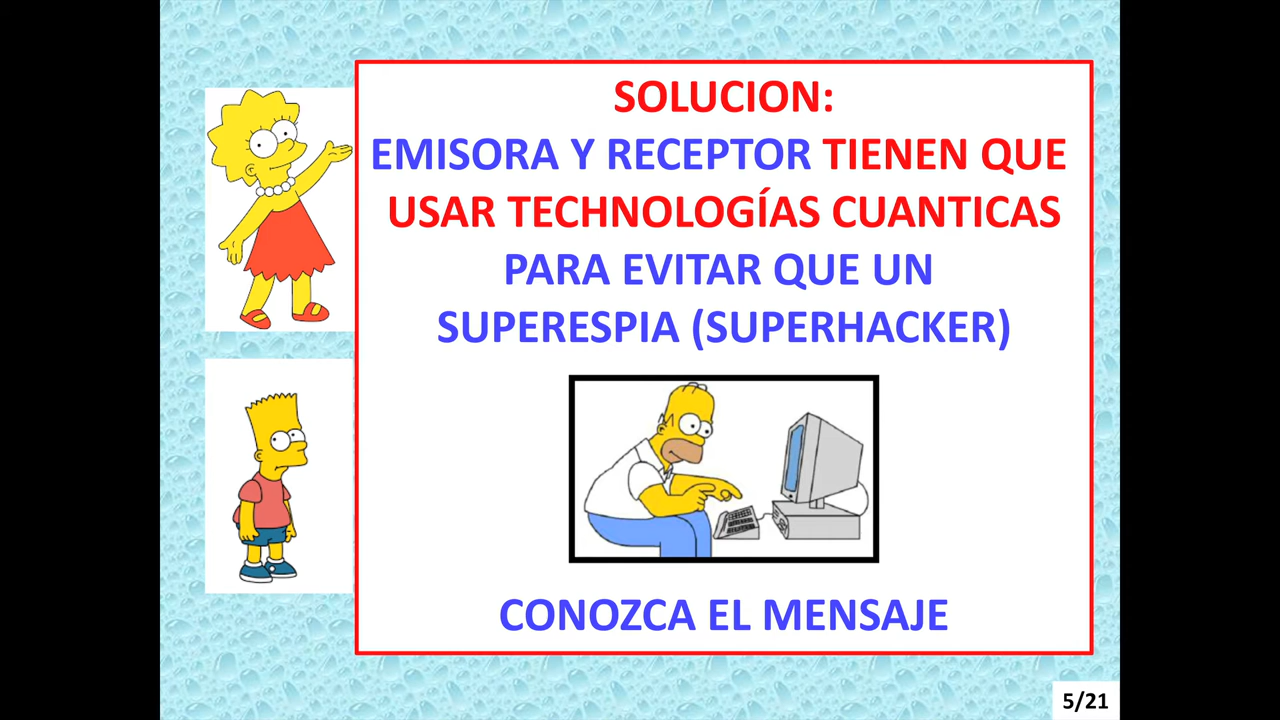 SOLUCION:
EMISORA Y RECEPTOR TIENEN QUE
USAR TECHNOLOGÍAS CUANTICAS
PARA EVITAR QUE UN
SUPERESPIA (SUPERHACKER)
CONOZCA EL MENSAJE
5/21